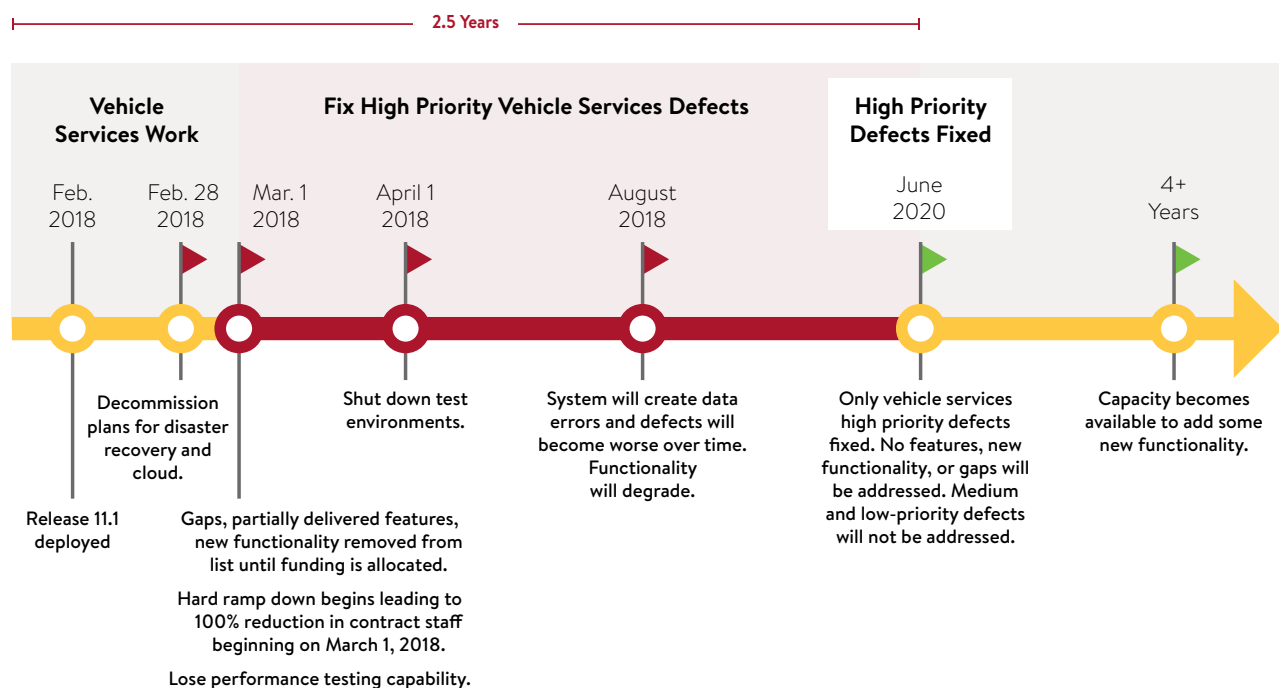 2.5 Years
Vehicle
Services Work
Fix High Priority Vehicle Services Defects
High Priority
Defects Fixed
Feb.
2018
Feb. 28
2018
Mar. 1
2018
April 1
2018
August
2018
June
2020
4+
Years
Release 11.1
deployed
Decommission
plans for disaster
recovery and
cloud.
Gaps, partially delivered features,
new functionality removed from
list until funding is allocated.
Hard ramp down begins leading to
100% reduction in contract staff
beginning on March 1, 2018.
Lose performance testing capability.
Shut down test
environments.
System will create data
errors and defects will
become worse over time.
Functionality
will degrade.
Only vehicle services
high priority defects
fixed. No features, new
functionality, or gaps will
be addressed. Medium
and low-priority defects
will not be addressed.
Capacity becomes
available to add some
new functionality.